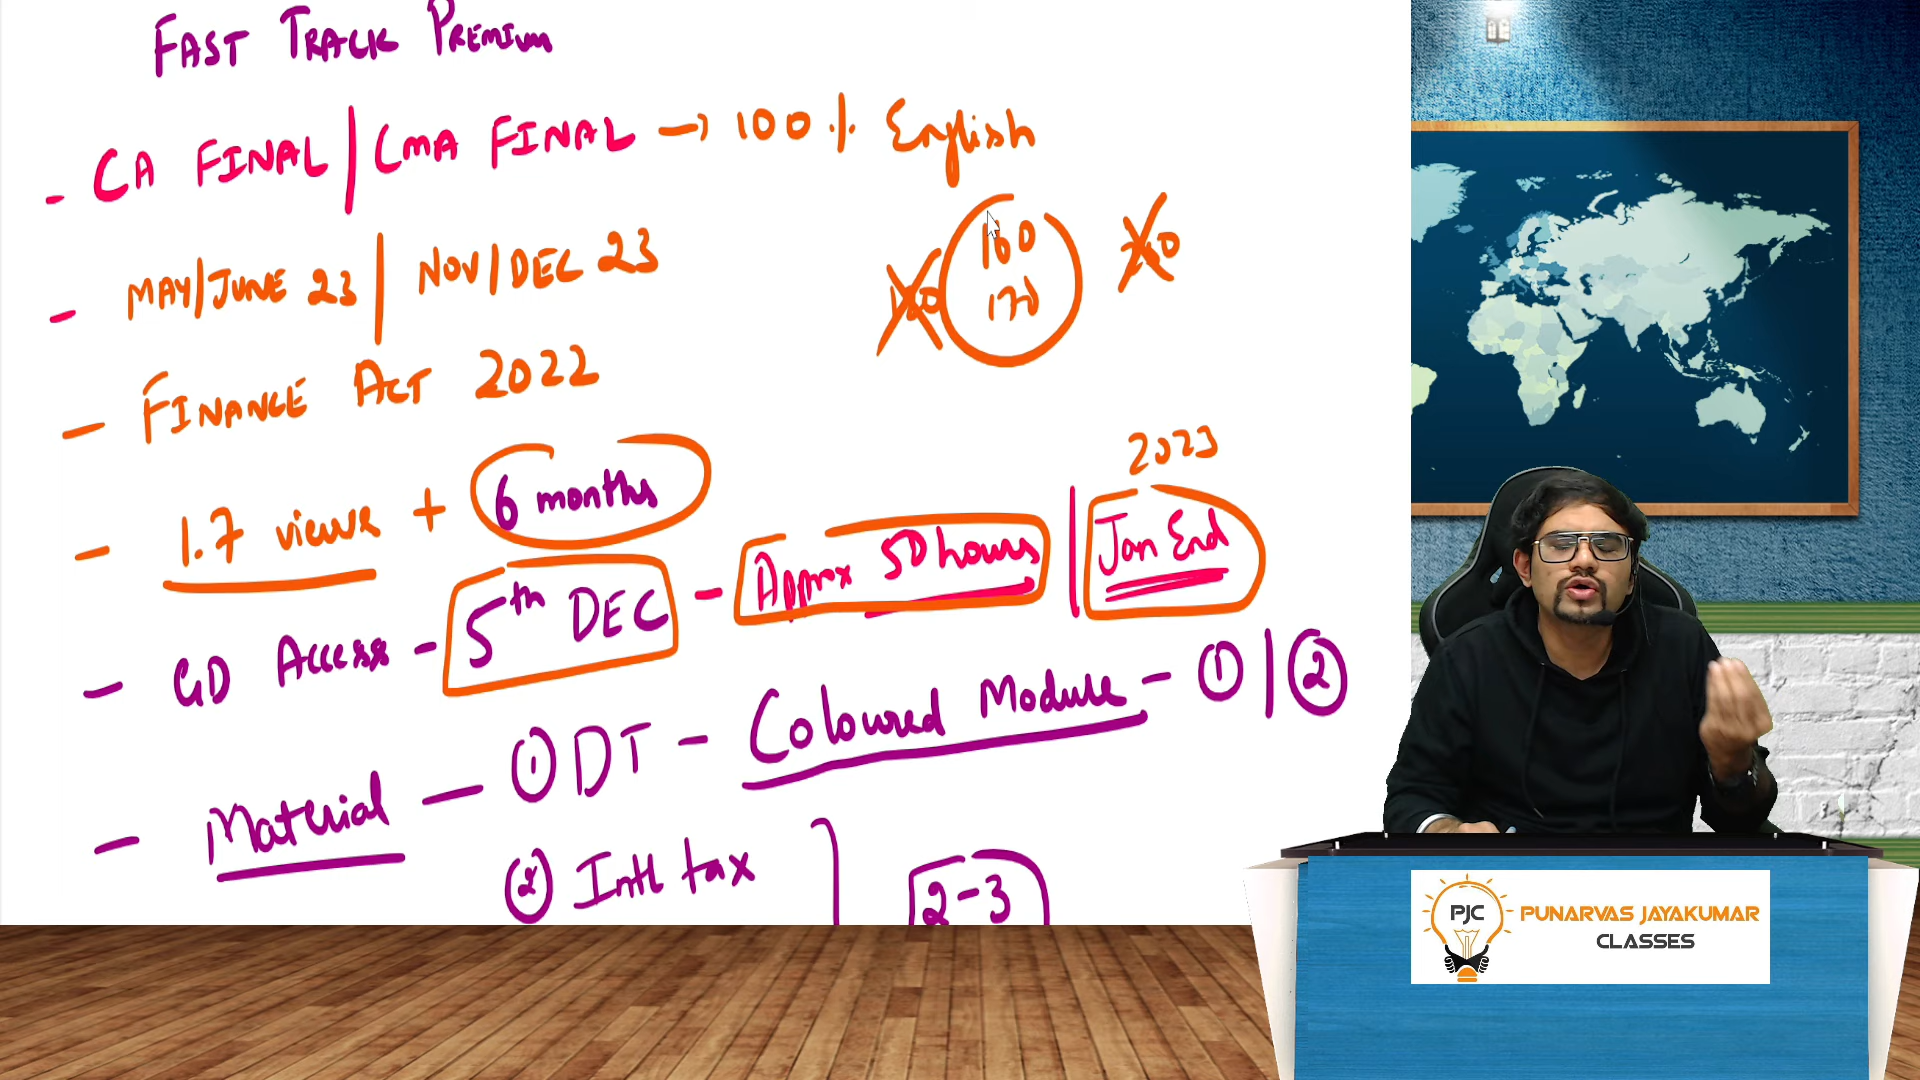 FAST TRACK PREMIUM
- CA FINAL | CMA FINAL → 100 % English
160
170
- MAY/JUNE 23 | NOV/DEC 23
- FINANCE ACT 2022
2023
- 1.7 views + 6 months
- GD Access - 5th DEC - Approx 50 hours | Jan End
- Material - ① DT - Coloured Module - ① | ②
② Intl tax
2-3
PJC PUNARVAS JAYAKUMAR
CLASSES